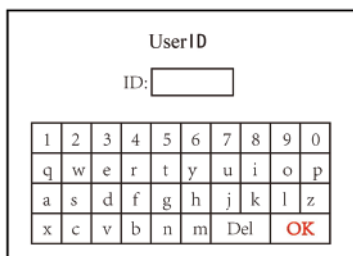 UserID
ID:
1 2 3 4 5 6 7 8 9 0
q w e r t y u i o p
a s d f g h j k l z
x c v b n m Del OK